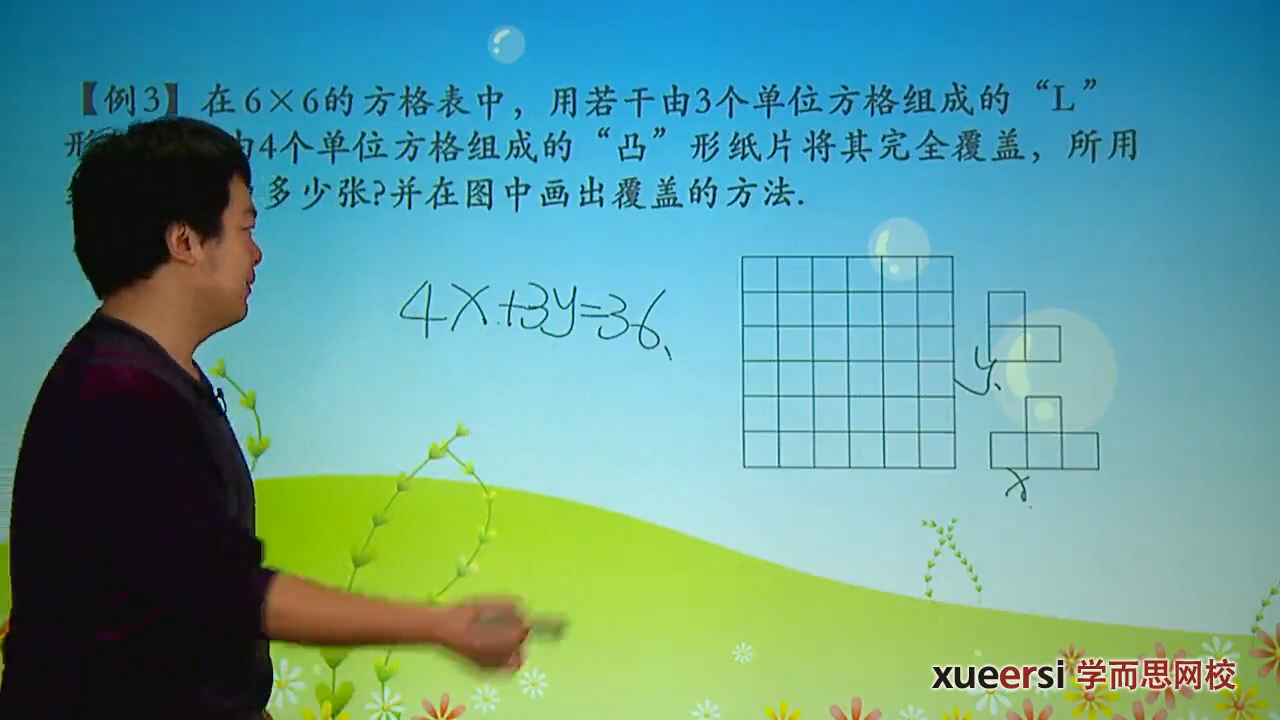 【例3】在6×6的方格表中，用若干由3个单位方格组成的“L”
形 由4个单位方格组成的“凸”形纸片将其完全覆盖，所用
多少张?并在图中画出覆盖的方法.
4x+3y=36、
y、
x
xueersi 学而思网校